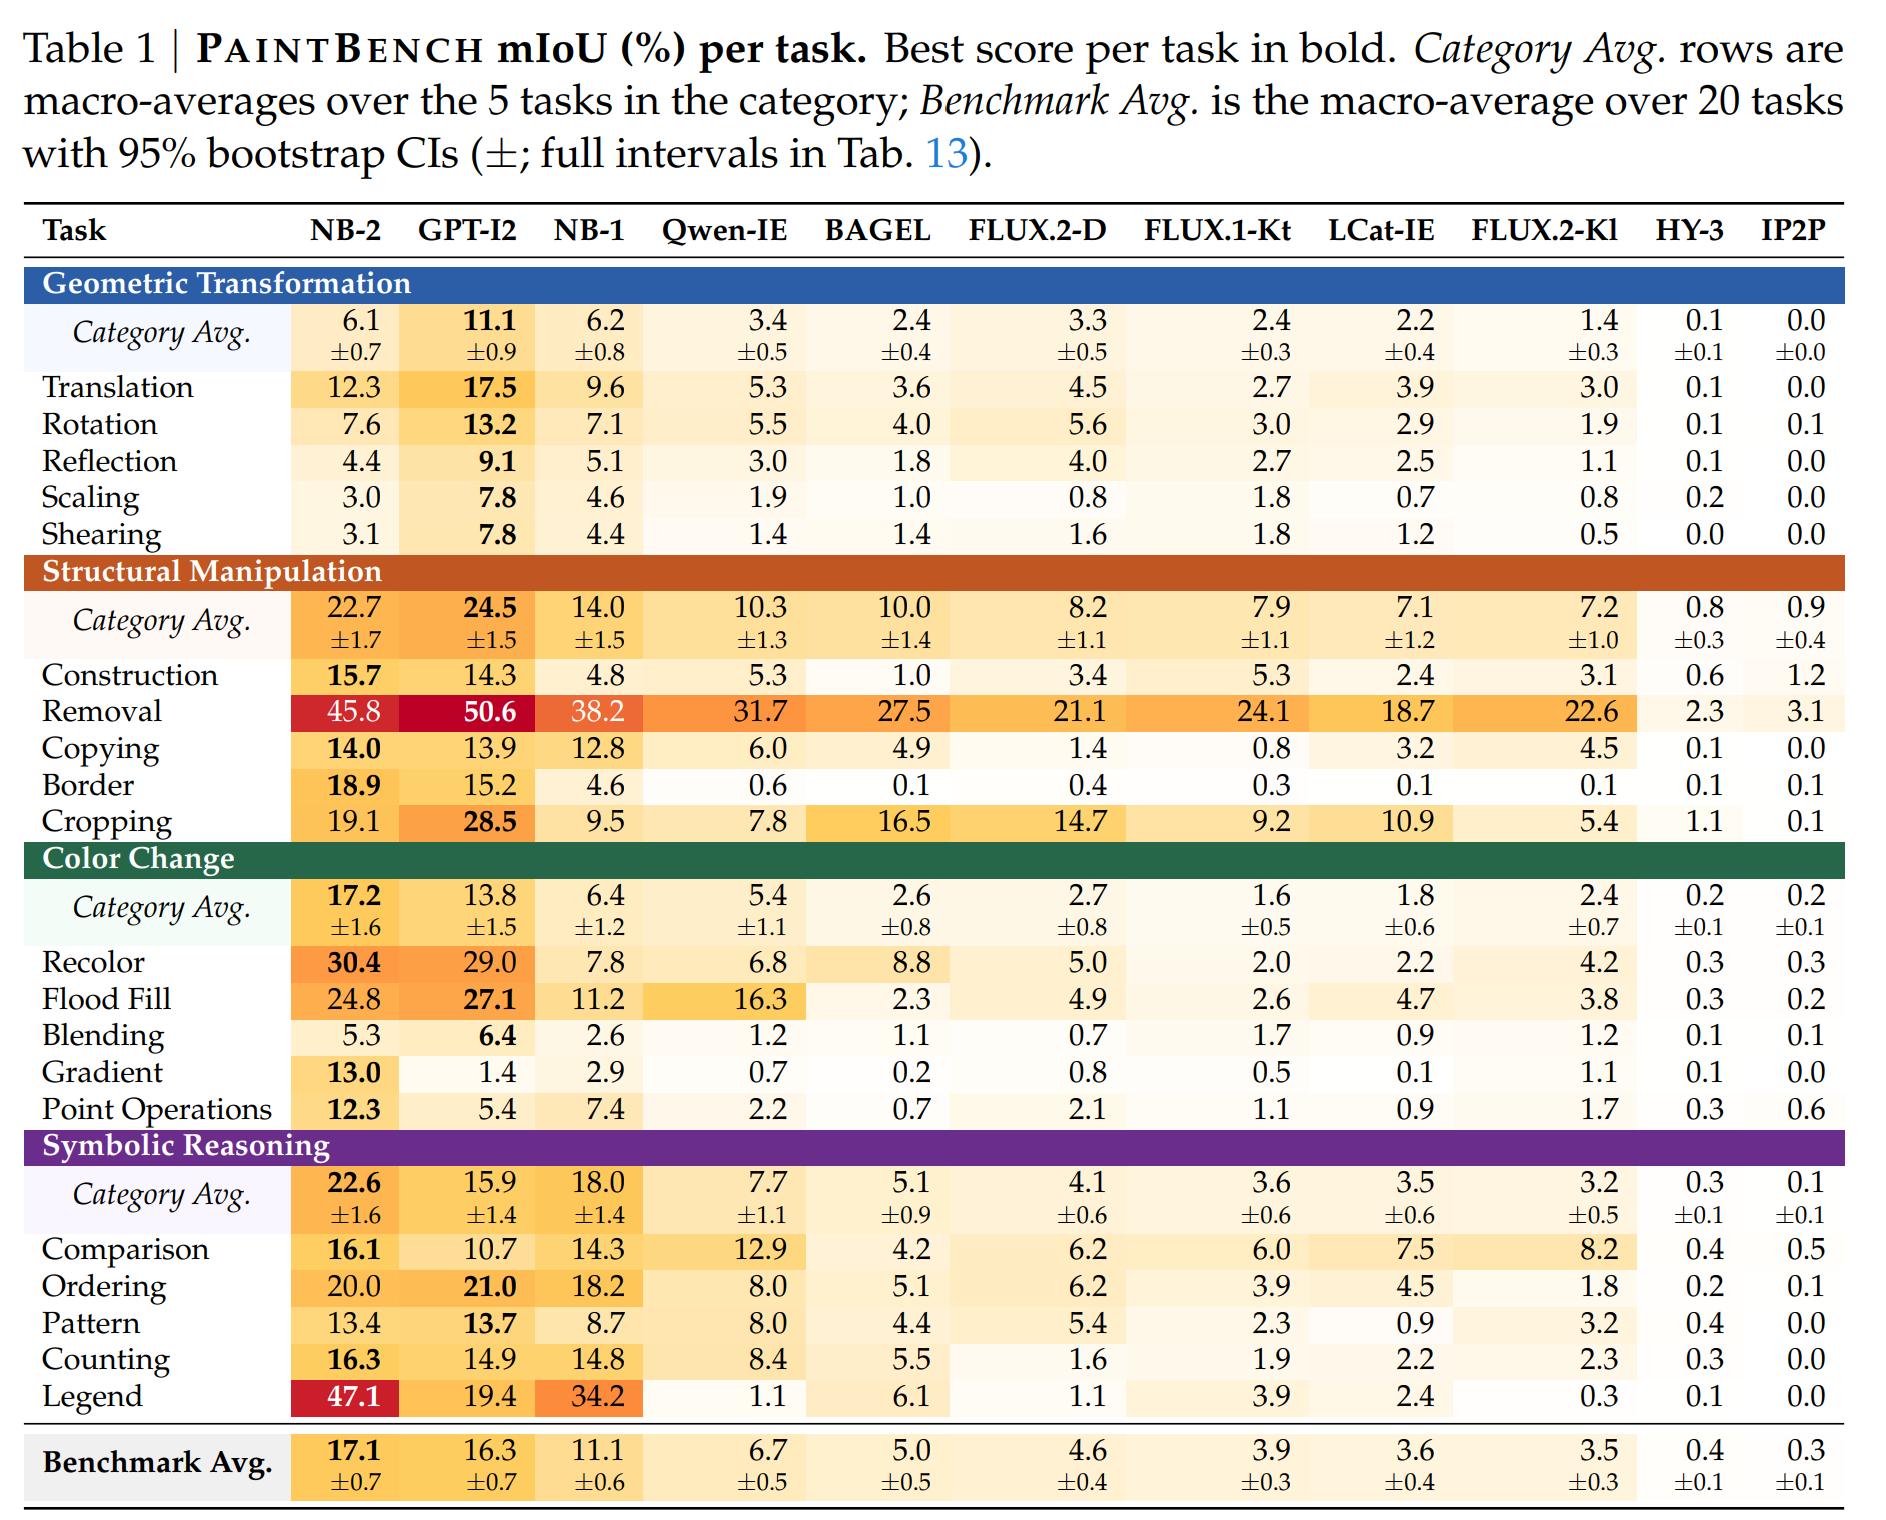 Table 1 | PAINTBENCH mIoU (%) per task. Best score per task in bold. Category Avg. rows are
macro-averages over the 5 tasks in the category; Benchmark Avg. is the macro-average over 20 tasks
with 95% bootstrap CIs (±; full intervals in Tab. 13).
Task NB-2 GPT-I2 NB-1 Qwen-IE BAGEL FLUX.2-D FLUX.1-Kt LCat-IE FLUX.2-Kl HY-3 IP2P
Geometric Transformation
Category Avg. 6.1 11.1 6.2 3.4 2.4 3.3 2.4 2.2 1.4 0.1 0.0
±0.7 ±0.9 ±0.8 ±0.5 ±0.4 ±0.5 ±0.3 ±0.4 ±0.3 ±0.1 ±0.0
Translation 12.3 17.5 9.6 5.3 3.6 4.5 2.7 3.9 3.0 0.1 0.0
Rotation 7.6 13.2 7.1 5.5 4.0 5.6 3.0 2.9 1.9 0.1 0.1
Reflection 4.4 9.1 5.1 3.0 1.8 4.0 2.7 2.5 1.1 0.1 0.0
Scaling 3.0 7.8 4.6 1.9 1.0 0.8 1.8 0.7 0.8 0.2 0.0
Shearing 3.1 7.8 4.4 1.4 1.4 1.6 1.8 1.2 0.5 0.0 0.0
Structural Manipulation
Category Avg. 22.7 24.5 14.0 10.3 10.0 8.2 7.9 7.1 7.2 0.8 0.9
±1.7 ±1.5 ±1.5 ±1.3 ±1.4 ±1.1 ±1.1 ±1.2 ±1.0 ±0.3 ±0.4
Construction 15.7 14.3 4.8 5.3 1.0 3.4 5.3 2.4 3.1 0.6 1.2
Removal 45.8 50.6 38.2 31.7 27.5 21.1 24.1 18.7 22.6 2.3 3.1
Copying 14.0 13.9 12.8 6.0 4.9 1.4 0.8 3.2 4.5 0.1 0.0
Border 18.9 15.2 4.6 0.6 0.1 0.4 0.3 0.1 0.1 0.1 0.1
Cropping 19.1 28.5 9.5 7.8 16.5 14.7 9.2 10.9 5.4 1.1 0.1
Color Change
Category Avg. 17.2 13.8 6.4 5.4 2.6 2.7 1.6 1.8 2.4 0.2 0.2
±1.6 ±1.5 ±1.2 ±1.1 ±0.8 ±0.8 ±0.5 ±0.6 ±0.7 ±0.1 ±0.1
Recolor 30.4 29.0 7.8 6.8 8.8 5.0 2.0 2.2 4.2 0.3 0.3
Flood Fill 24.8 27.1 11.2 16.3 2.3 4.9 2.6 4.7 3.8 0.3 0.2
Blending 5.3 6.4 2.6 1.2 1.1 0.7 1.7 0.9 1.2 0.1 0.1
Gradient 13.0 1.4 2.9 0.7 0.2 0.8 0.5 0.1 1.1 0.1 0.0
Point Operations 12.3 5.4 7.4 2.2 0.7 2.1 1.1 0.9 1.7 0.3 0.6
Symbolic Reasoning
Category Avg. 22.6 15.9 18.0 7.7 5.1 4.1 3.6 3.5 3.2 0.3 0.1
±1.6 ±1.4 ±1.4 ±1.1 ±0.9 ±0.6 ±0.6 ±0.6 ±0.5 ±0.1 ±0.1
Comparison 16.1 10.7 14.3 12.9 4.2 6.2 6.0 7.5 8.2 0.4 0.5
Ordering 20.0 21.0 18.2 8.0 5.1 6.2 3.9 4.5 1.8 0.2 0.1
Pattern 13.4 13.7 8.7 8.0 4.4 5.4 2.3 0.9 3.2 0.4 0.0
Counting 16.3 14.9 14.8 8.4 5.5 1.6 1.9 2.2 2.3 0.3 0.0
Legend 47.1 19.4 34.2 1.1 6.1 1.1 3.9 2.4 0.3 0.1 0.0
Benchmark Avg. 17.1 16.3 11.1 6.7 5.0 4.6 3.9 3.6 3.5 0.4 0.3
±0.7 ±0.7 ±0.6 ±0.5 ±0.5 ±0.4 ±0.3 ±0.4 ±0.3 ±0.1 ±0.1